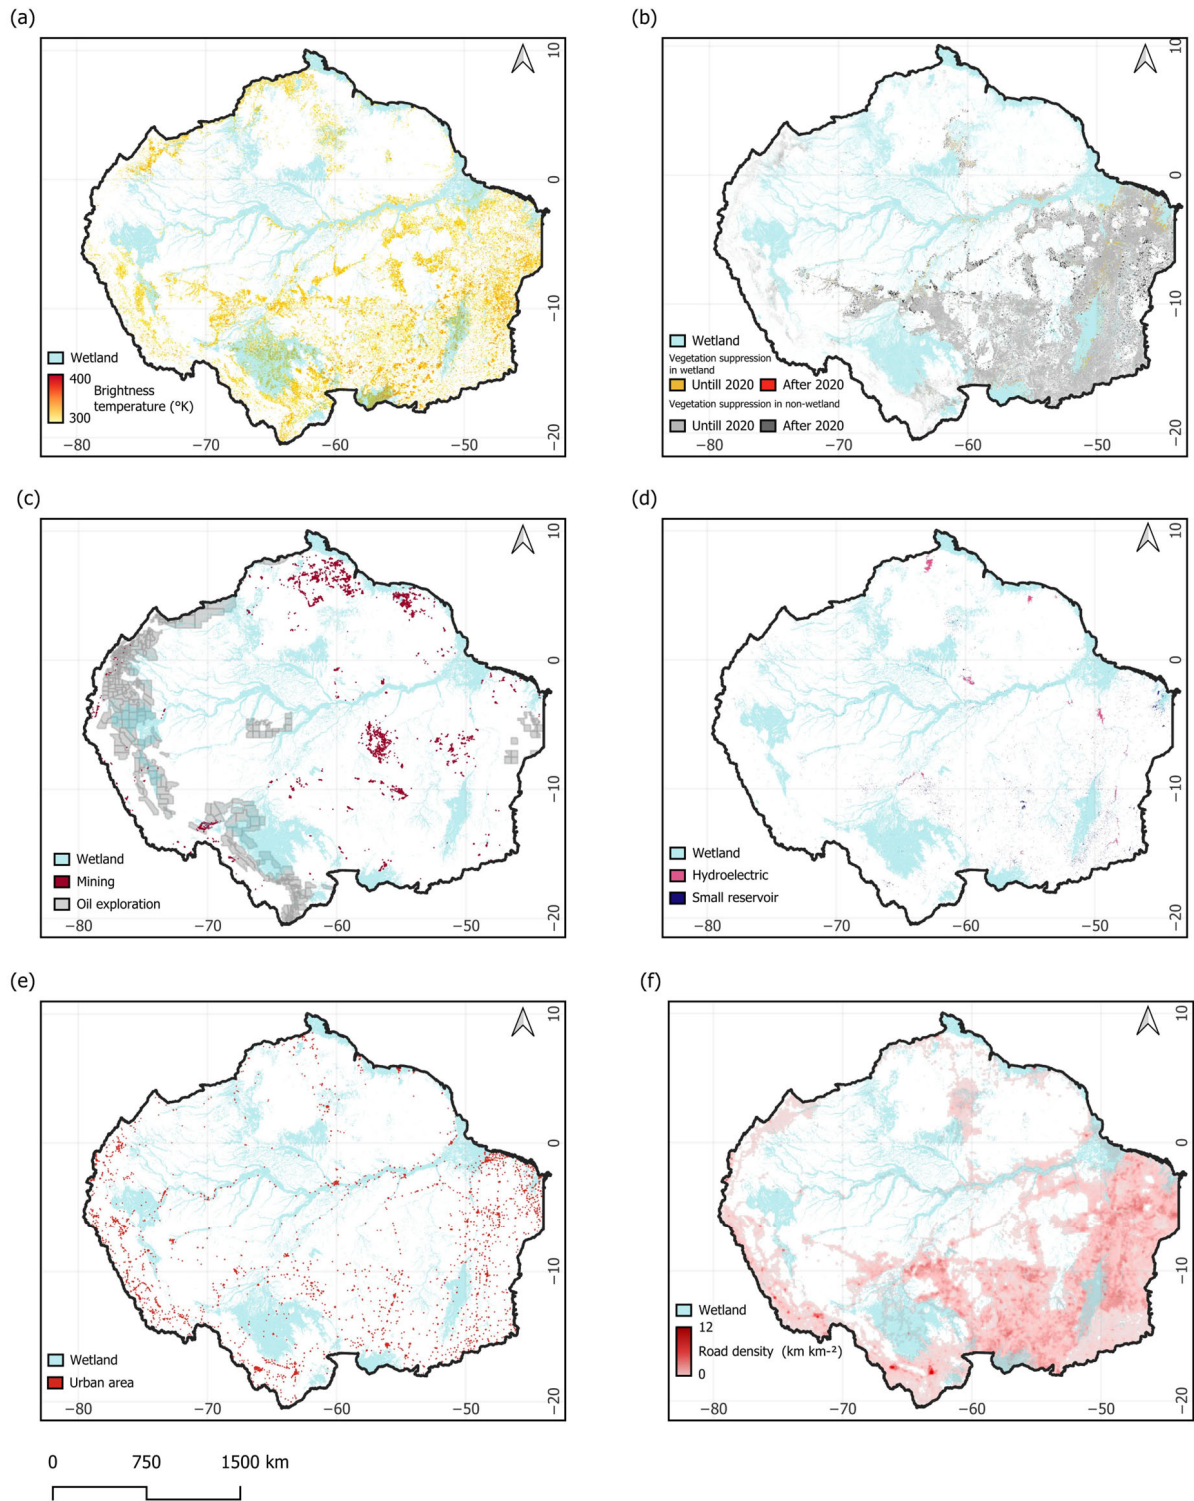 (a)
10
0
−10
−20
Wetland
400
Brightness
temperature (°K)
300
−80
−70
−60
−50
(b)
10
0
−10
−20
Wetland
Vegetation suppression
in wetland
Untill 2020
After 2020
Vegetation suppression in non-wetland
Untill 2020
After 2020
−80
−70
−60
−50
(c)
10
0
−10
−20
Wetland
Mining
Oil exploration
−80
−70
−60
−50
(d)
10
0
−10
−20
Wetland
Hydroelectric
Small reservoir
−80
−70
−60
−50
(e)
10
0
−10
−20
Wetland
Urban area
−80
−70
−60
−50
(f)
10
0
−10
−20
Wetland
12
Road density (km km⁻²)
0
−80
−70
−60
−50
0 750 1500 km